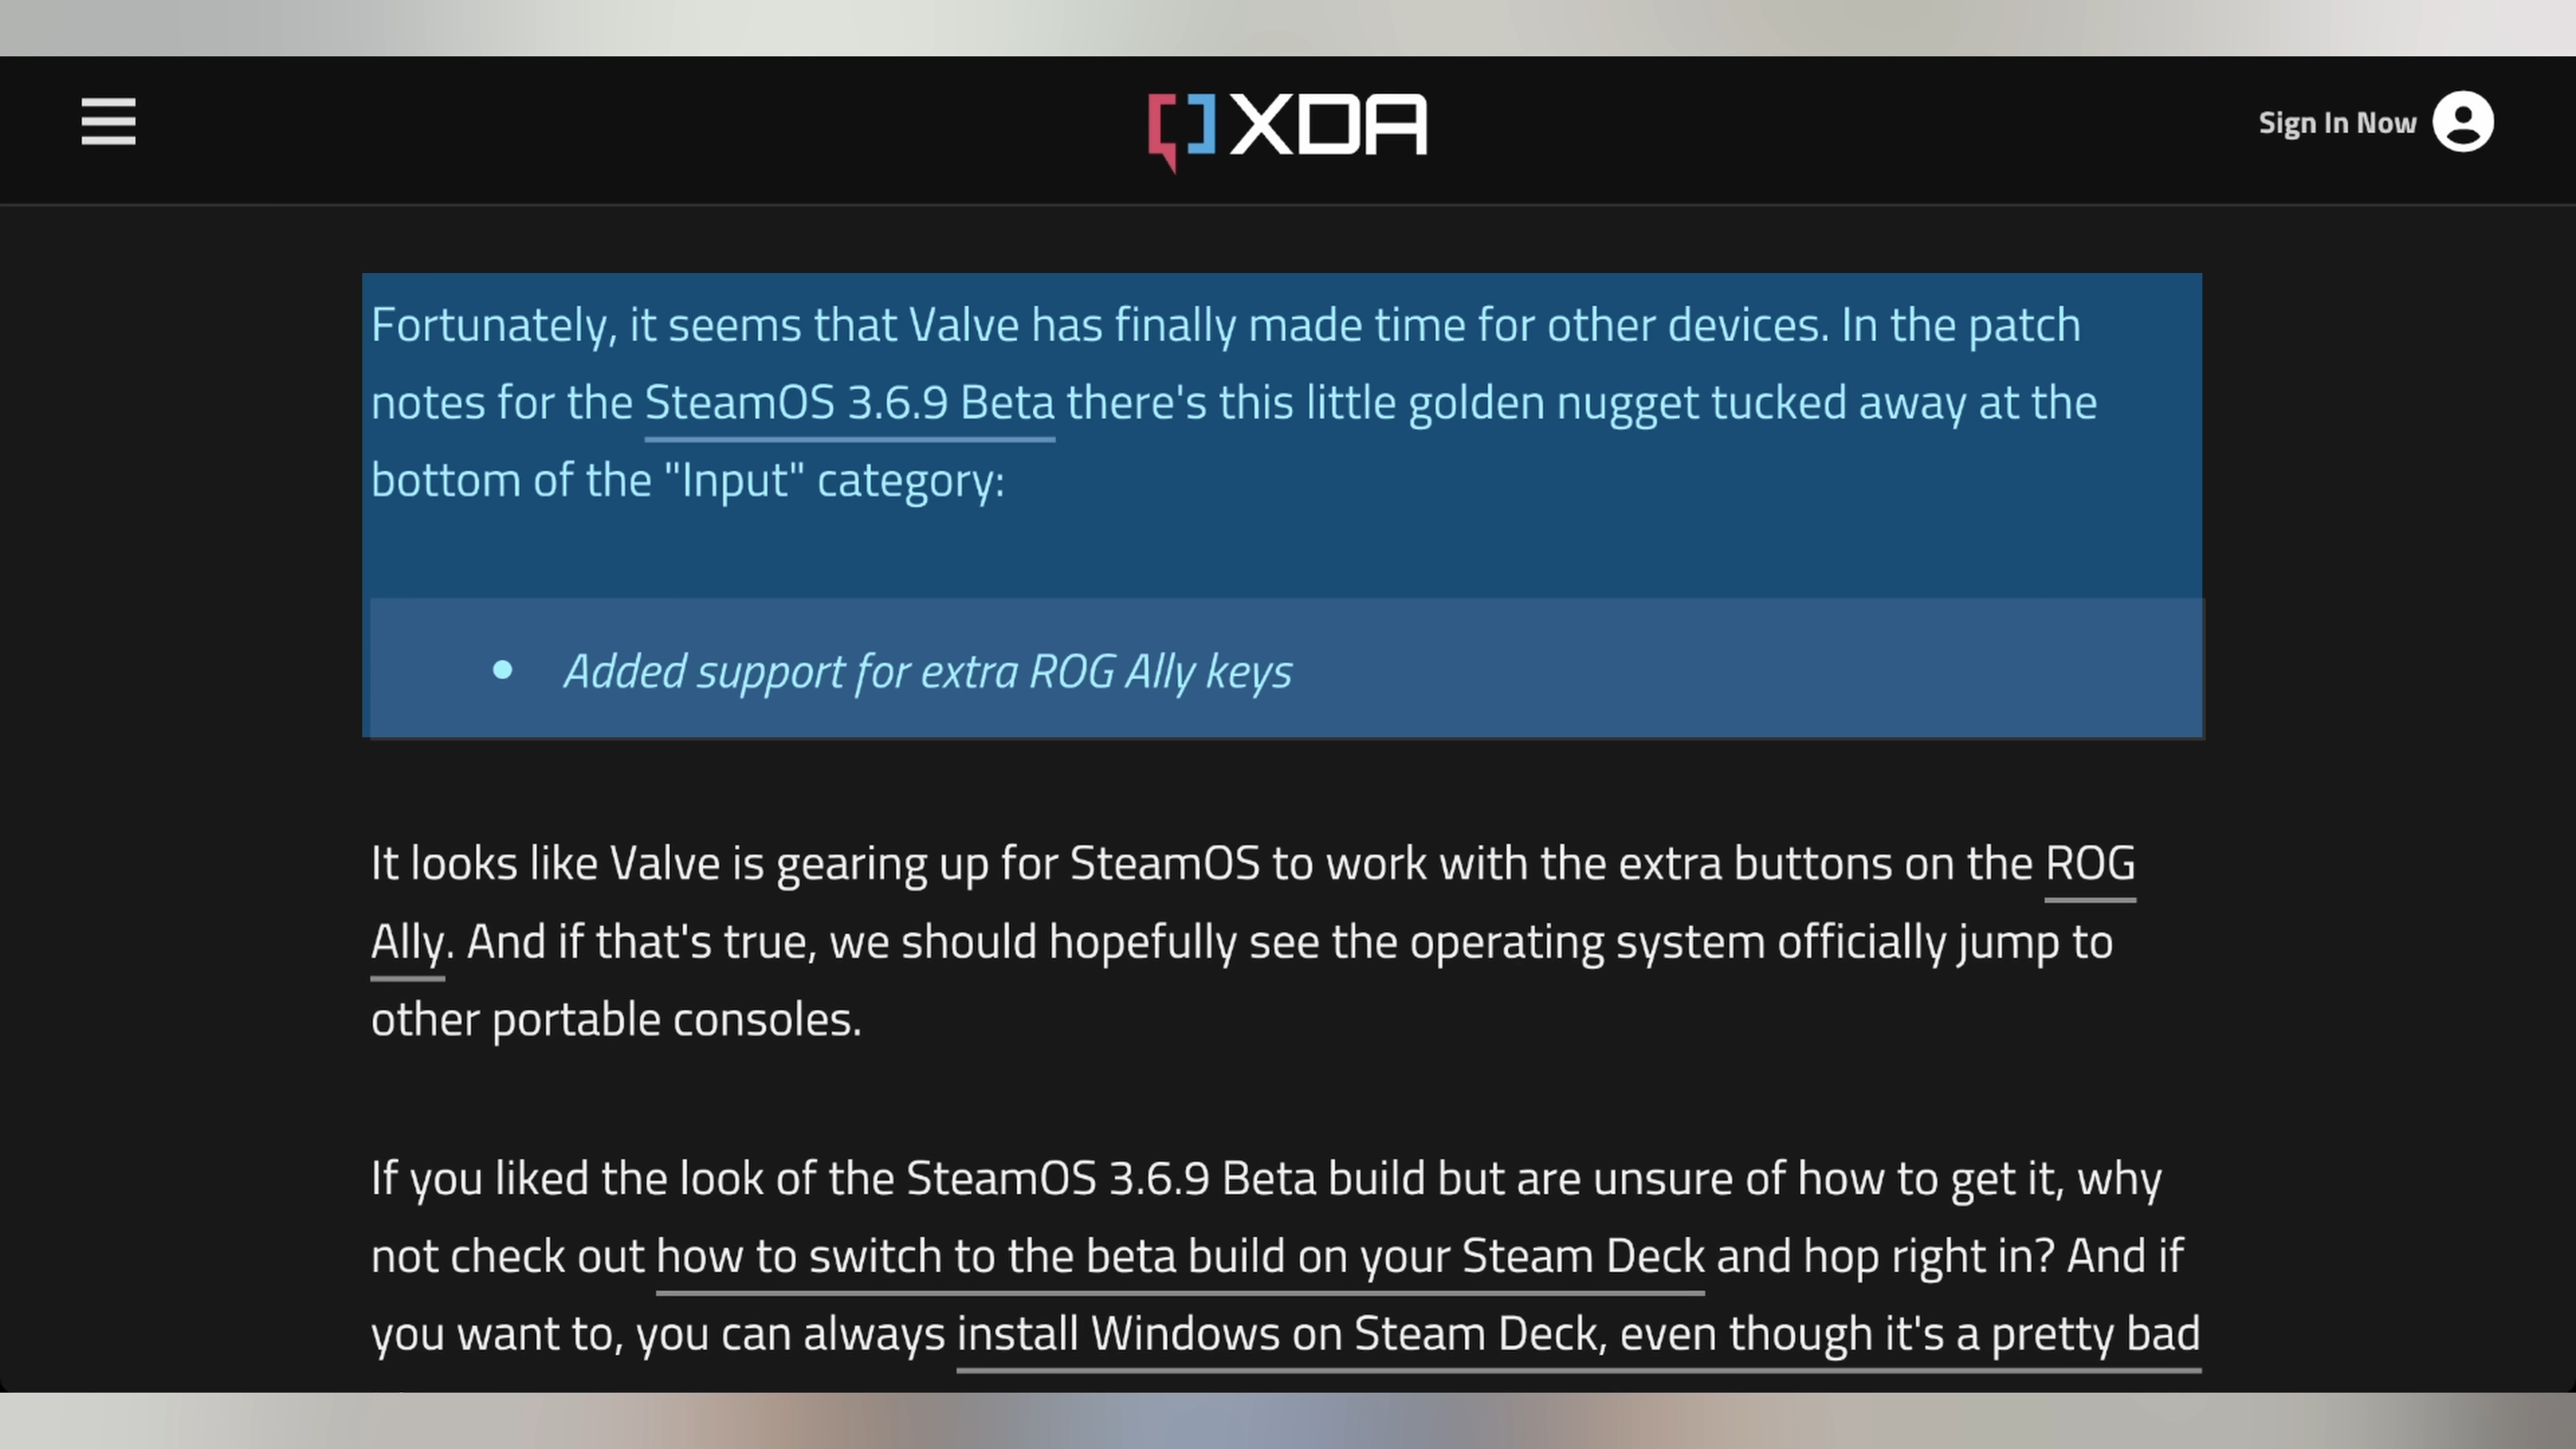 XDA
Sign In Now
Fortunately, it seems that Valve has finally made time for other devices. In the patch
notes for the SteamOS 3.6.9 Beta there's this little golden nugget tucked away at the
bottom of the "Input" category:
• Added support for extra ROG Ally keys
It looks like Valve is gearing up for SteamOS to work with the extra buttons on the ROG
Ally. And if that's true, we should hopefully see the operating system officially jump to
other portable consoles.
If you liked the look of the SteamOS 3.6.9 Beta build but are unsure of how to get it, why
not check out how to switch to the beta build on your Steam Deck and hop right in? And if
you want to, you can always install Windows on Steam Deck, even though it's a pretty bad